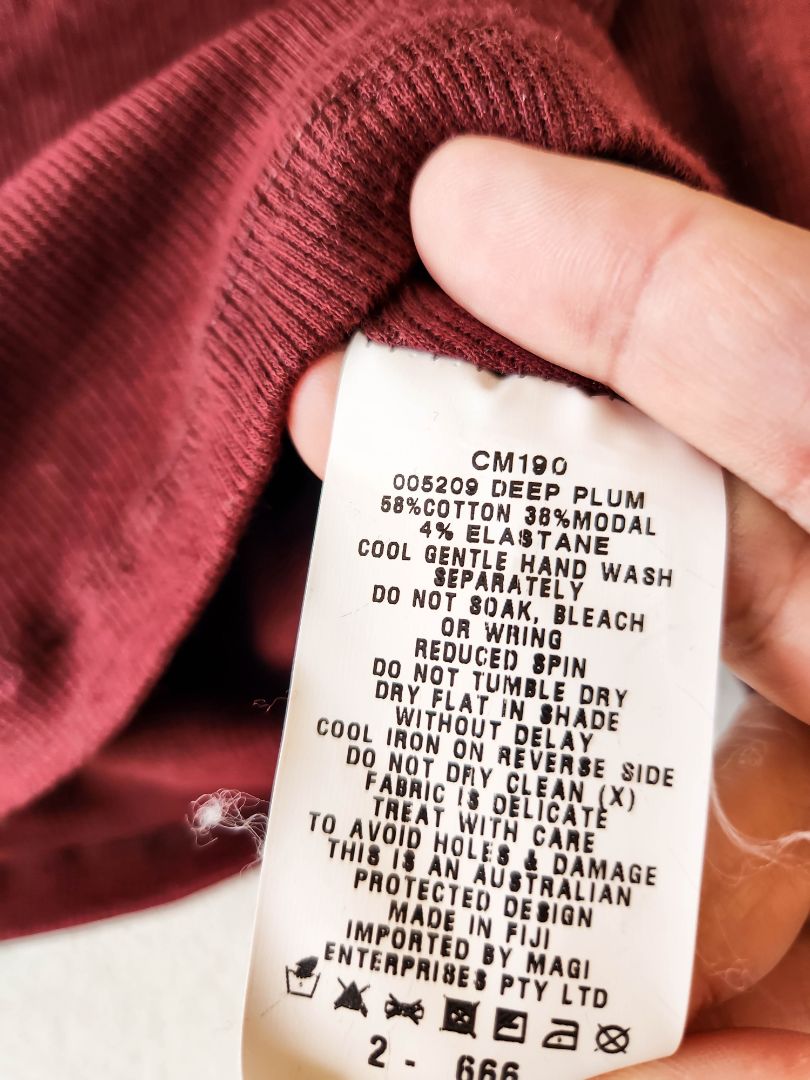 CM190
005209 DEEP PLUM
58%COTTON 38%MODAL
4% ELASTANE
COOL GENTLE HAND WASH
SEPARATELY
DO NOT SOAK, BLEACH
OR WRING
REDUCED SPIN
DO NOT TUMBLE DRY
DRY FLAT IN SHADE
WITHOUT DELAY
COOL IRON ON REVERSE SIDE
DO NOT DRY CLEAN (X)
FABRIC IS DELICATE
TREAT WITH CARE
TO AVOID HOLES & DAMAGE
THIS IS AN AUSTRALIAN
PROTECTED DESIGN
MADE IN FIJI
IMPORTED BY MAGI
ENTERPRISES PTY LTD
2 - 666